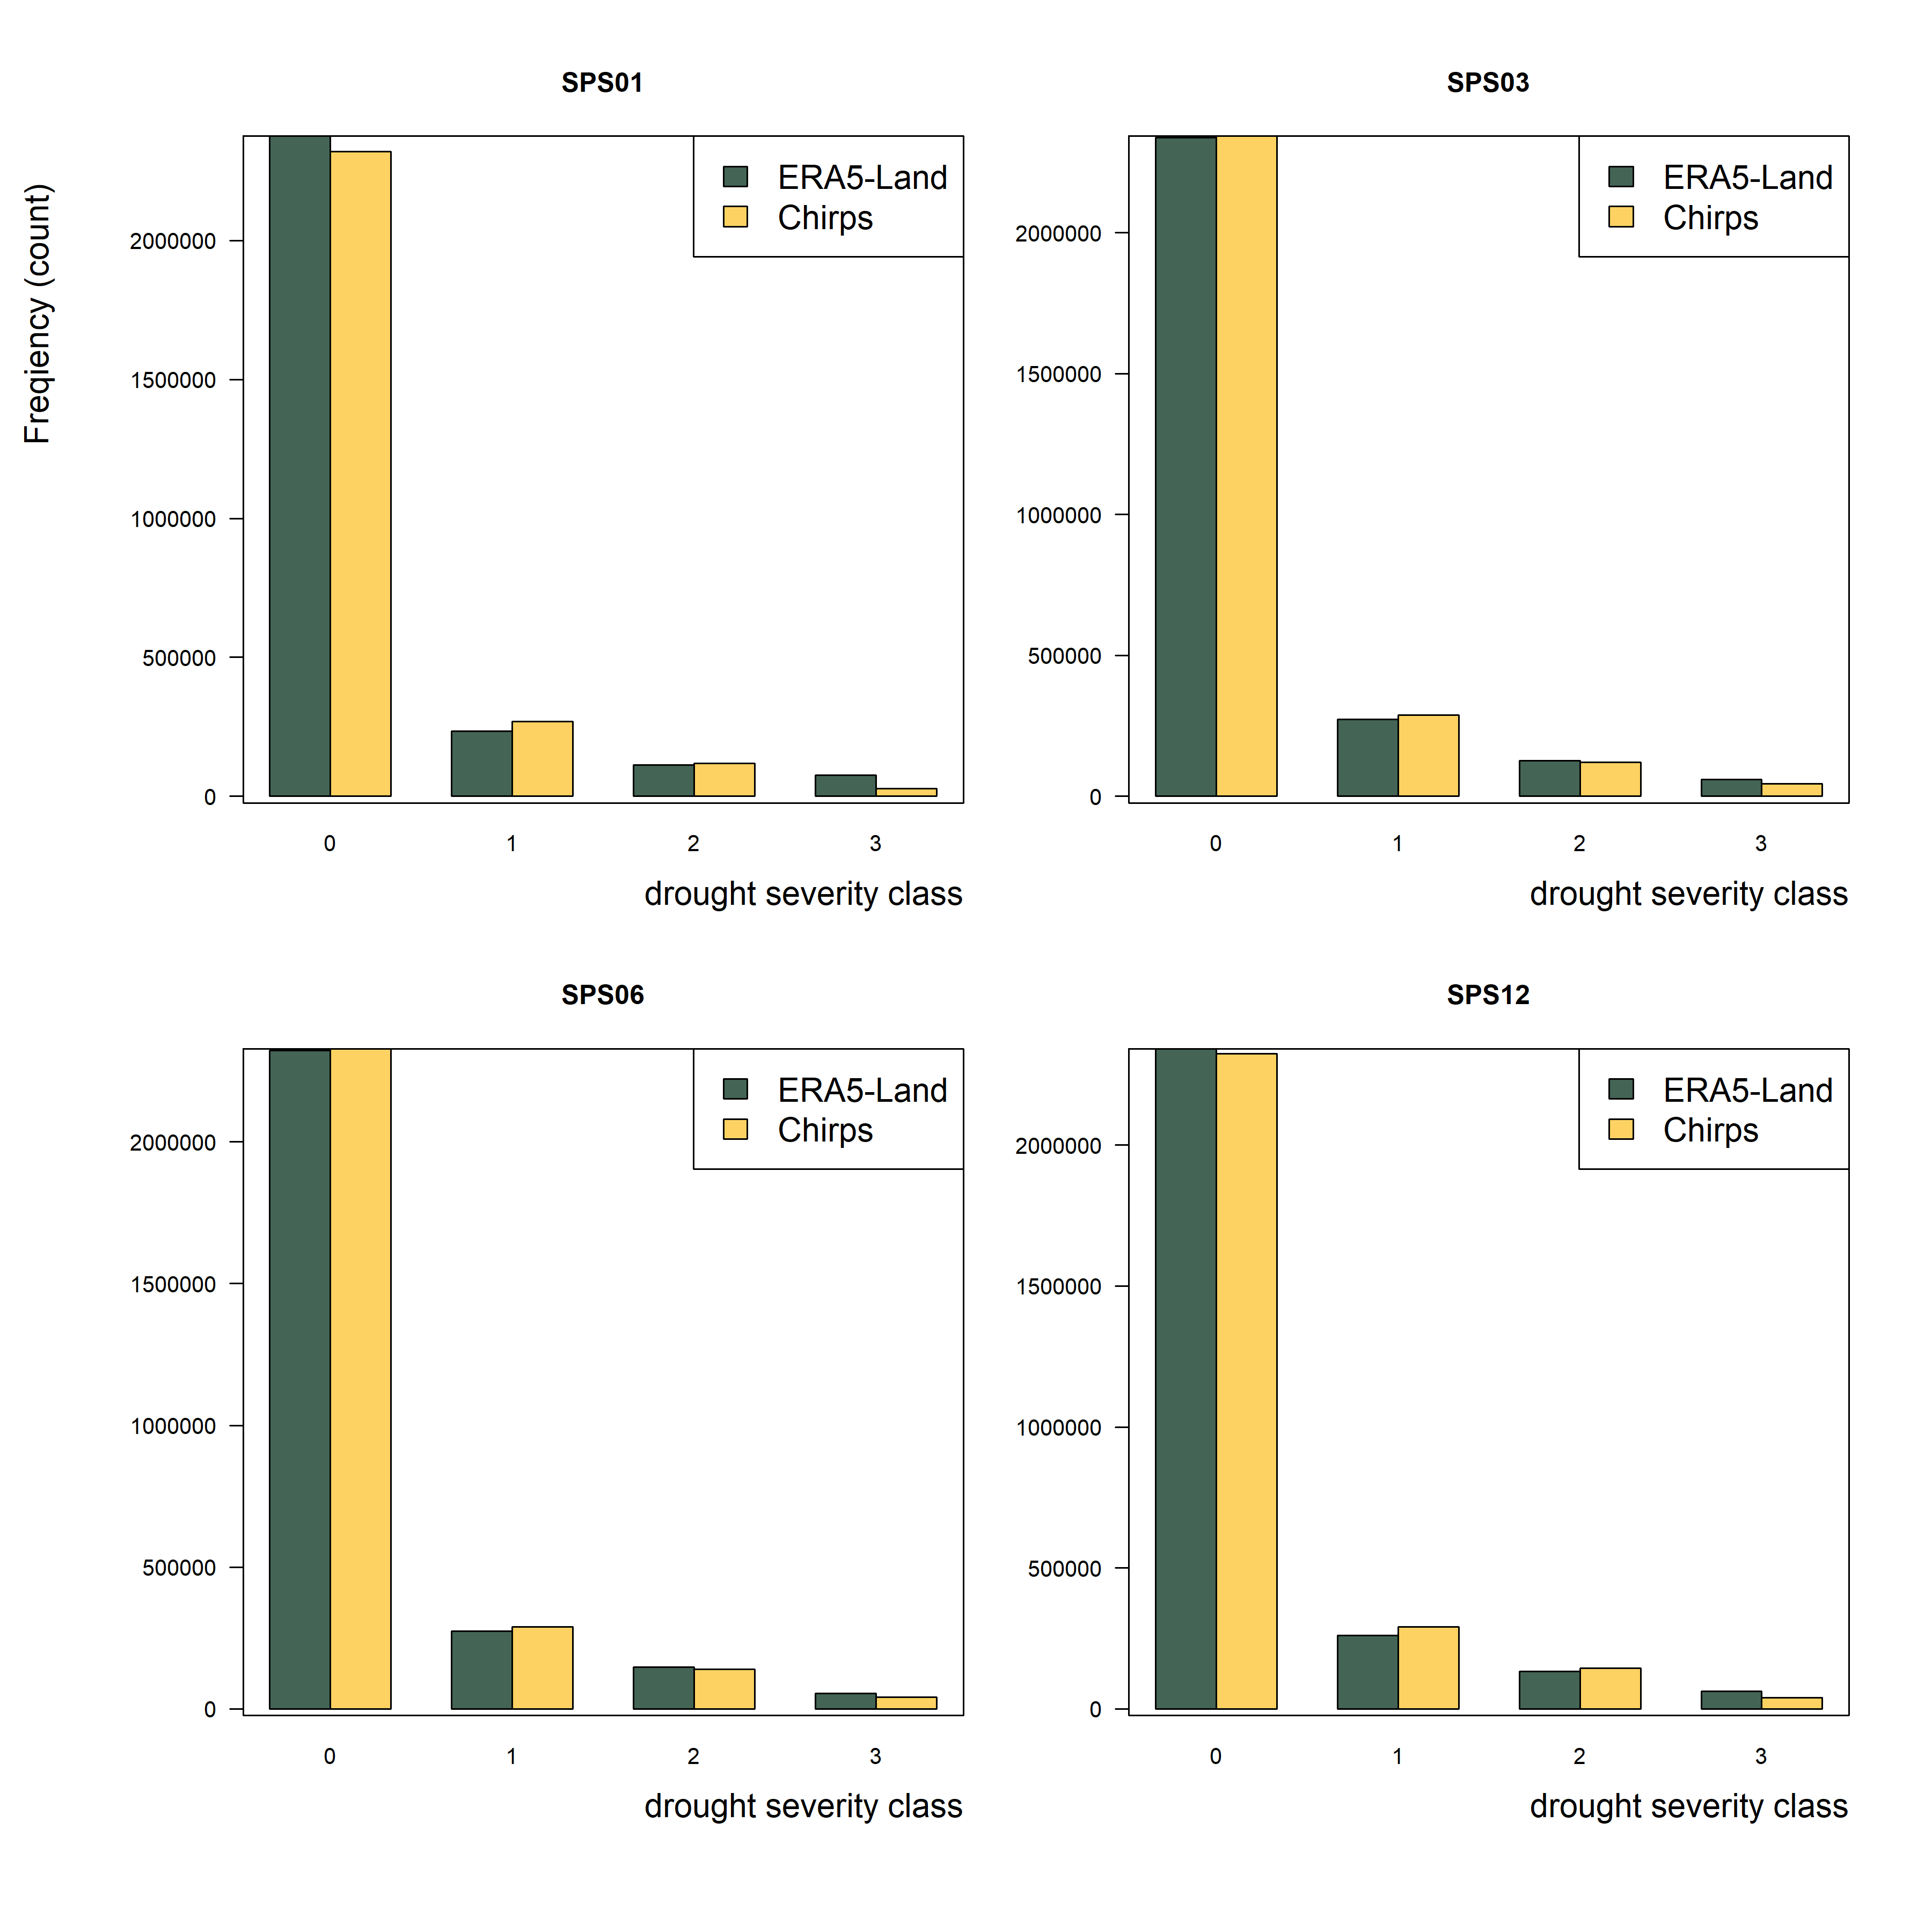 SPS01
Freqiency (count)
ERA5-Land
Chirps
2000000
1500000
1000000
500000
0
0 1 2 3
drought severity class
SPS03
ERA5-Land
Chirps
2000000
1500000
1000000
500000
0
0 1 2 3
drought severity class
SPS06
ERA5-Land
Chirps
2000000
1500000
1000000
500000
0
0 1 2 3
drought severity class
SPS12
ERA5-Land
Chirps
2000000
1500000
1000000
500000
0
0 1 2 3
drought severity class